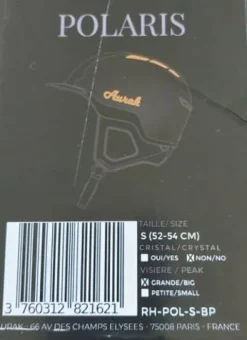 POLARIS
Aurak
TAILLE/ SIZE
S (52-54 CM)
CRISTAL/CRYSTAL
OUI/YES NON/NO
VISIERE / PEAK
GRANDE/BIG
PETITE/SMALL
RH-POL-S-BP
3 760312 821621
URAK - 66 AV DES CHAMPS ELYSEES - 75008 PARIS - FRANCE